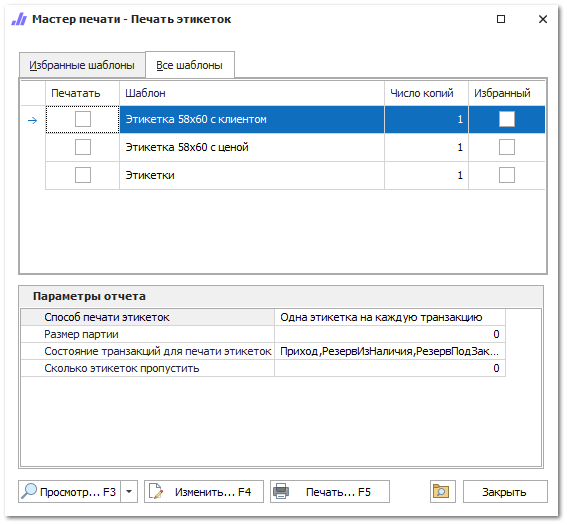 Мастер печати - Печать этикеток
Избранные шаблоны Все шаблоны
Печатать Шаблон Число копий Избранный
Этикетка 58х60 с клиентом 1
Этикетка 58х60 с ценой 1
Этикетки 1
Параметры отчета
Способ печати этикеток Одна этикетка на каждую транзакцию
Размер партии 0
Состояние транзакций для печати этикеток Приход,РезервИзНаличия,РезервПодЗак...
Сколько этикеток пропустить 0
Просмотр... F3 Изменить... F4 Печать... F5 Закрыть